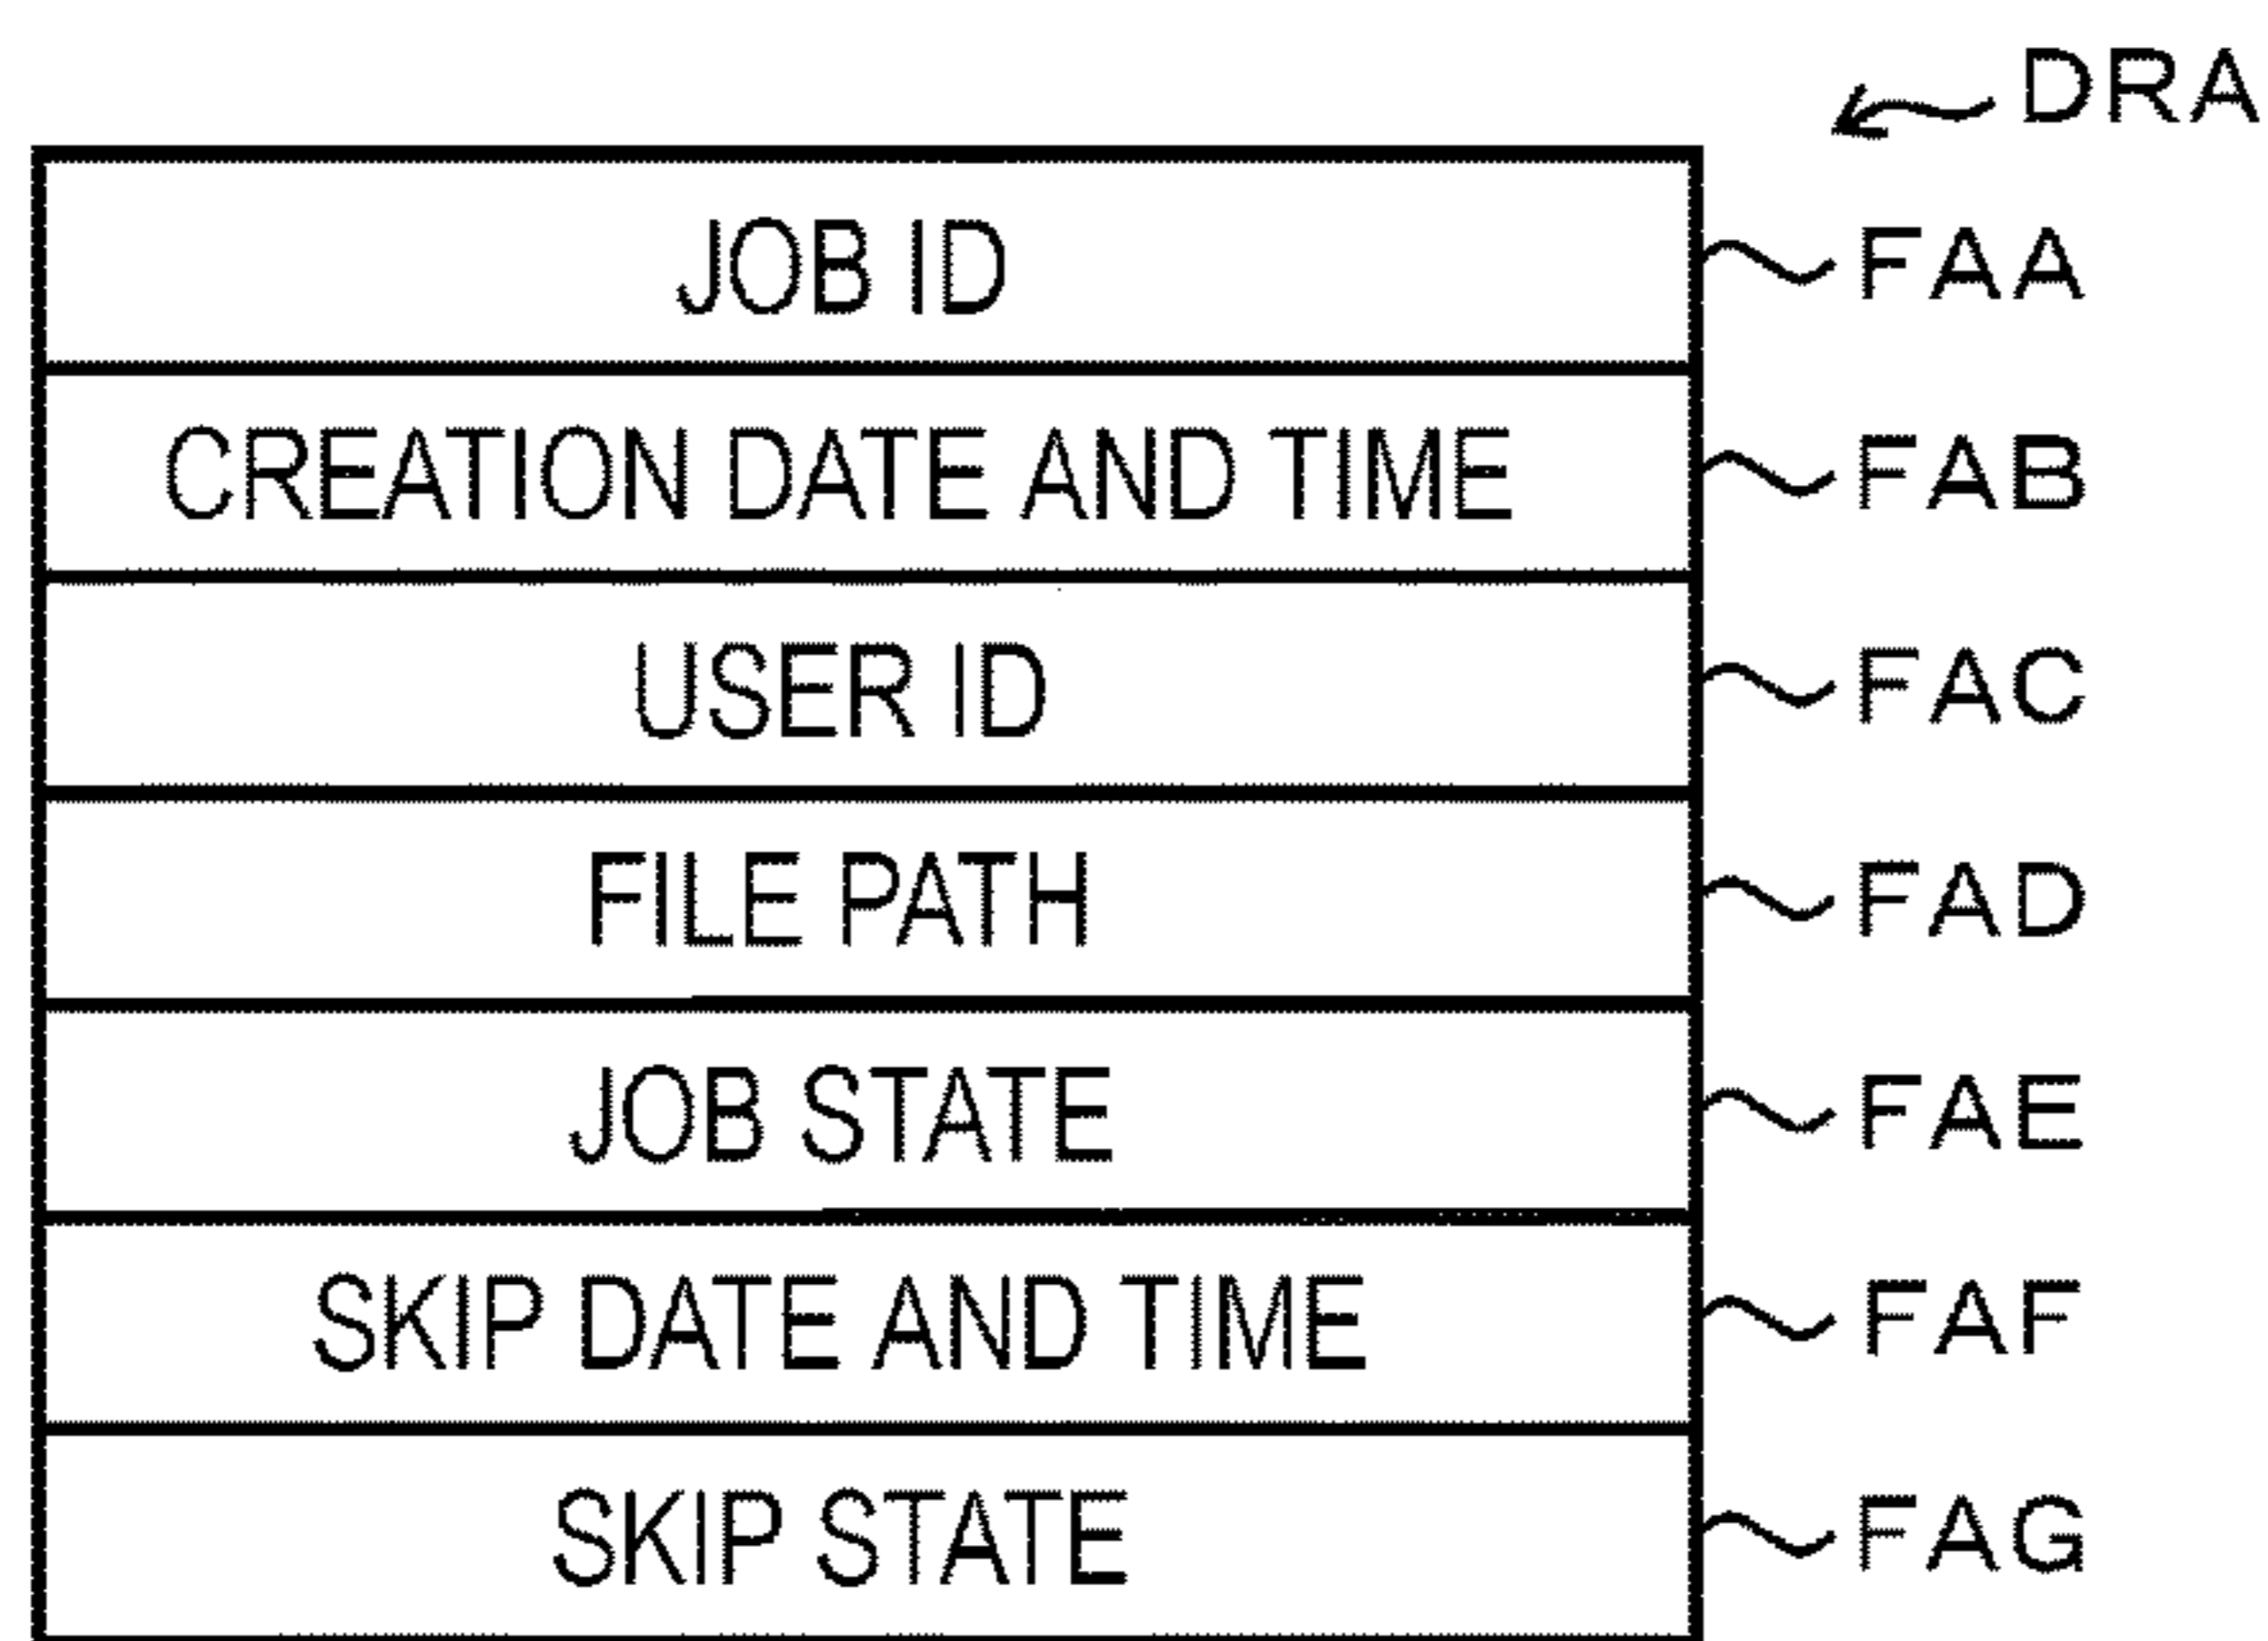 DRA
JOB ID FAA
CREATION DATE AND TIME FAB
USER ID FAC
FILE PATH FAD
JOB STATE FAE
SKIP DATE AND TIME FAF
SKIP STATE FAG